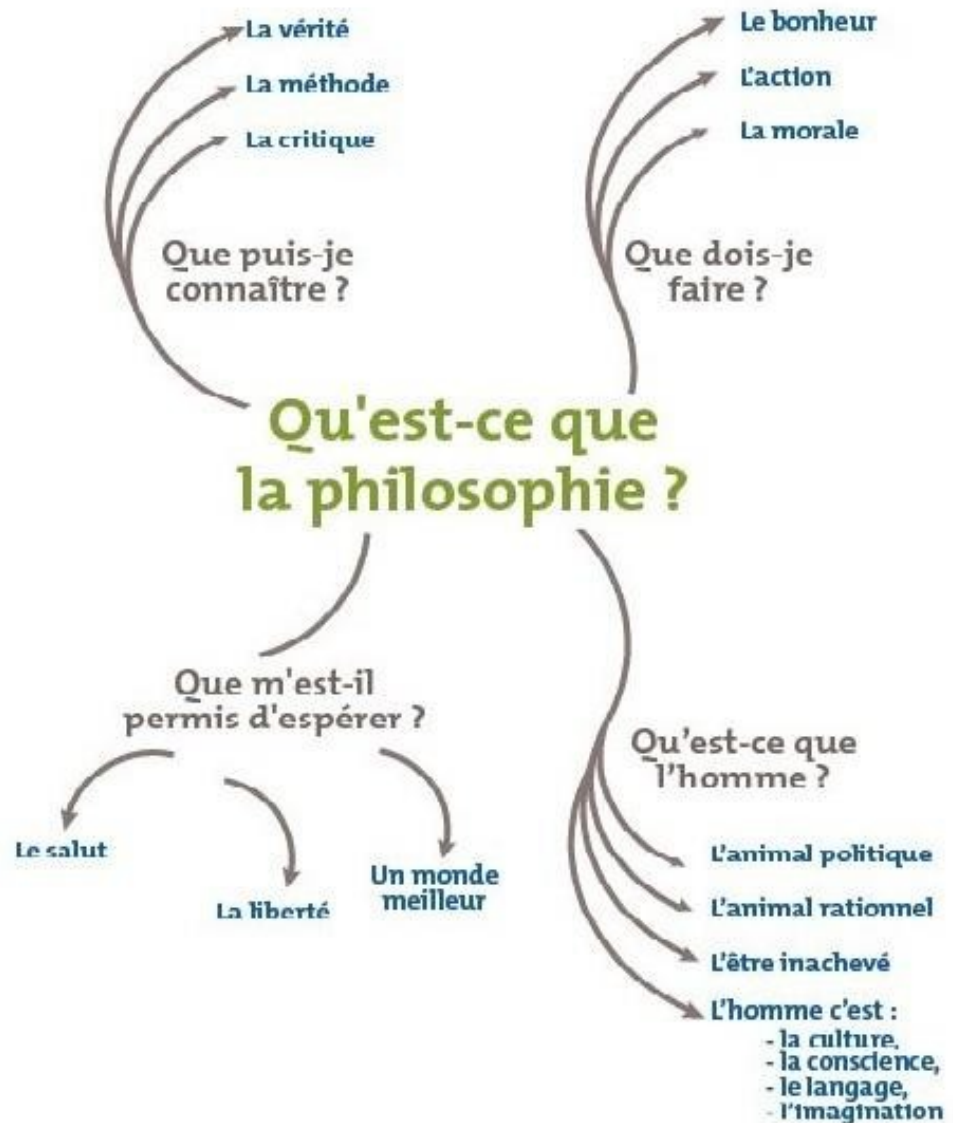 La vérité
La méthode
La critique
Que puis-je
connaître ?
Le bonheur
L'action
La morale
Que dois-je
faire ?
Qu'est-ce que
la philosophie ?
Que m'est-il
permis d'espérer ?
Le salut
La liberté
Un monde
meilleur
Qu'est-ce que
l'homme ?
L'animal politique
L'animal rationnel
L'être inachevé
L'homme c'est :
- la culture,
- la conscience,
- le langage,
- l'imagination